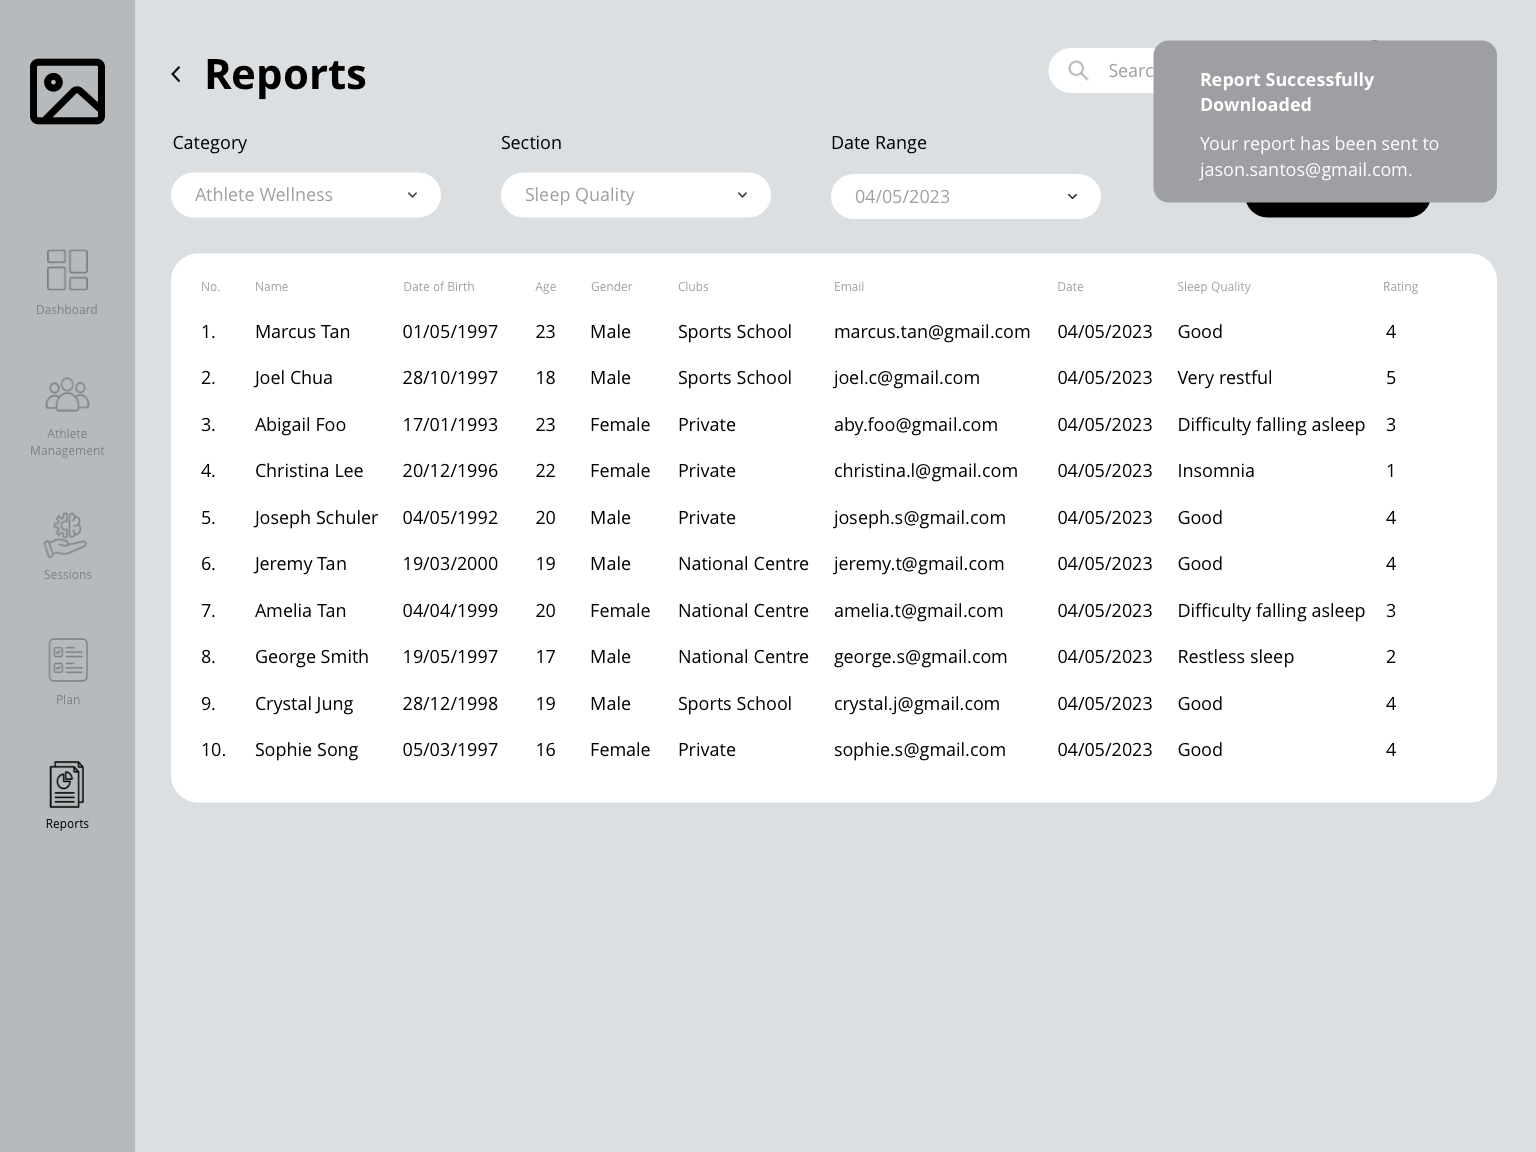 Reports
Searc
Report Successfully
Downloaded
Your report has been sent to
jason.santos@gmail.com.
Category
Section
Date Range
Athlete Wellness
Sleep Quality
04/05/2023
Dashboard
Athlete
Management
Sessions
Plan
Reports
No. Name Date of Birth Age Gender Clubs Email Date Sleep Quality Rating
1. Marcus Tan 01/05/1997 23 Male Sports School marcus.tan@gmail.com 04/05/2023 Good 4
2. Joel Chua 28/10/1997 18 Male Sports School joel.c@gmail.com 04/05/2023 Very restful 5
3. Abigail Foo 17/01/1993 23 Female Private aby.foo@gmail.com 04/05/2023 Difficulty falling asleep 3
4. Christina Lee 20/12/1996 22 Female Private christina.l@gmail.com 04/05/2023 Insomnia 1
5. Joseph Schuler 04/05/1992 20 Male Private joseph.s@gmail.com 04/05/2023 Good 4
6. Jeremy Tan 19/03/2000 19 Male National Centre jeremy.t@gmail.com 04/05/2023 Good 4
7. Amelia Tan 04/04/1999 20 Female National Centre amelia.t@gmail.com 04/05/2023 Difficulty falling asleep 3
8. George Smith 19/05/1997 17 Male National Centre george.s@gmail.com 04/05/2023 Restless sleep 2
9. Crystal Jung 28/12/1998 19 Male Sports School crystal.j@gmail.com 04/05/2023 Good 4
10. Sophie Song 05/03/1997 16 Female Private sophie.s@gmail.com 04/05/2023 Good 4